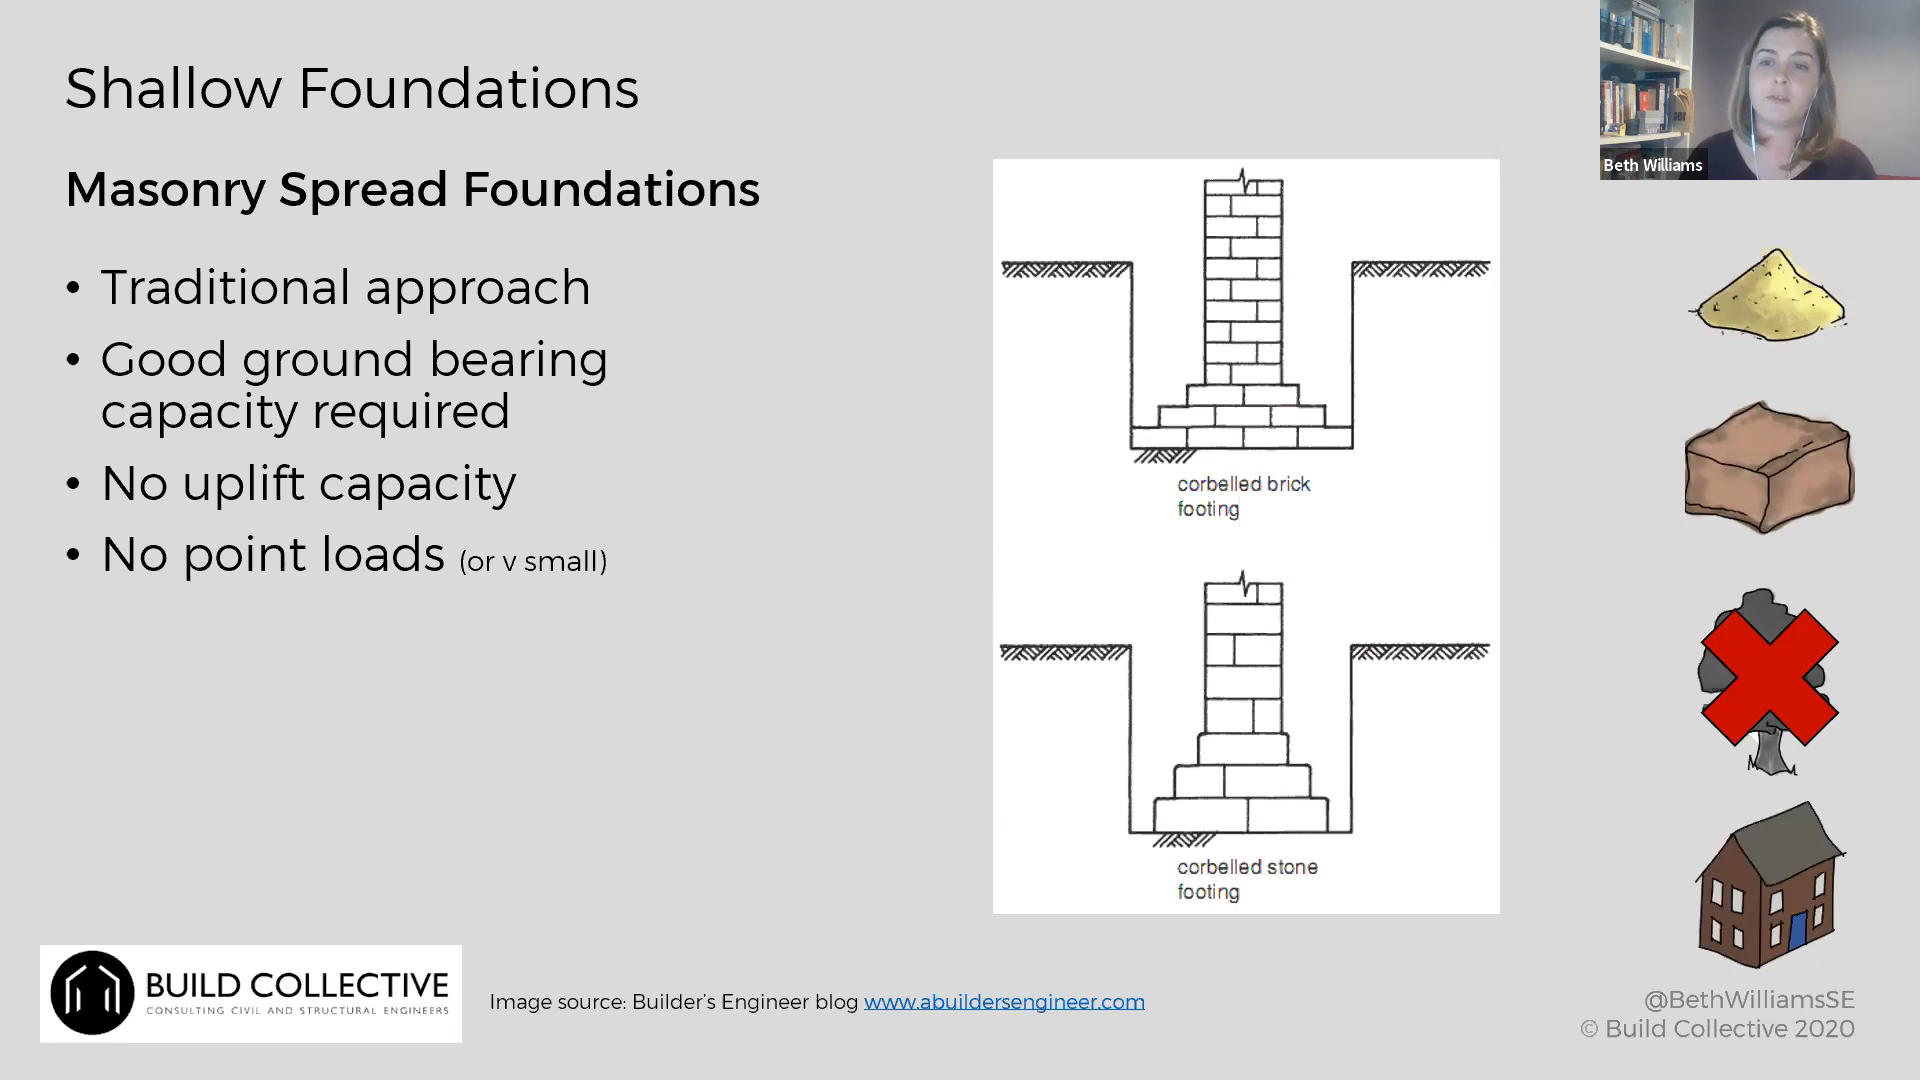 Shallow Foundations
Masonry Spread Foundations
• Traditional approach
• Good ground bearing
capacity required
• No uplift capacity
• No point loads (or v small)
corbelled brick
footing
corbelled stone
footing
Beth Williams
BUILD COLLECTIVE
CONSULTING CIVIL AND STRUCTURAL ENGINEERS
Image source: Builder's Engineer blog www.abuildersengineer.com
@BethWilliamsSE
© Build Collective 2020